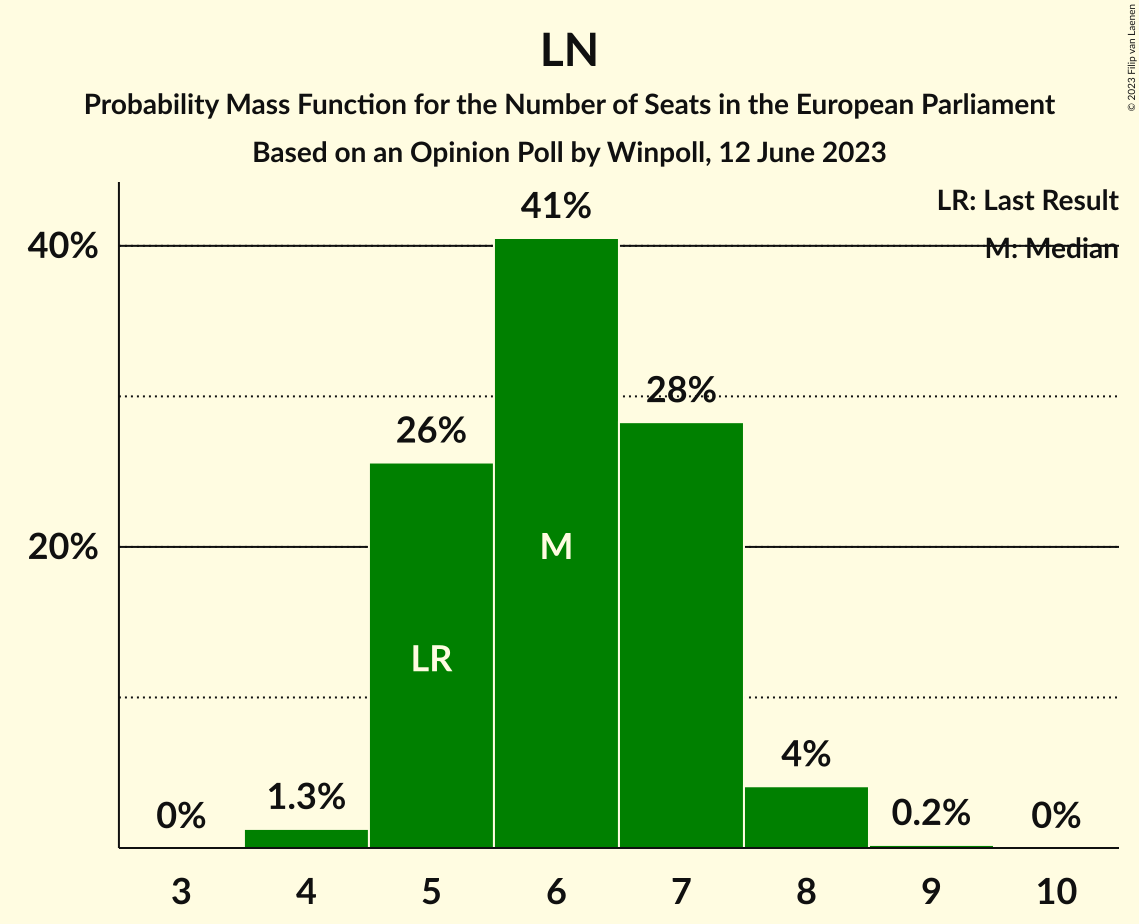 LN
Probability Mass Function for the Number of Seats in the European Parliament
Based on an Opinion Poll by Winpoll, 12 June 2023
© 2023 Filip van Laenen
LR: Last Result
M: Median
40%
20%
0%
1.3%
26%
41%
28%
4%
0.2%
0%
LR
M
3 4 5 6 7 8 9 10